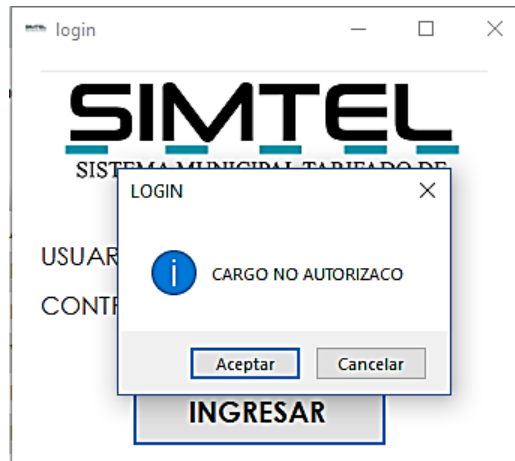 login
SIMTEL
SISTEMA MUNICIPAL TARIFADO DE
LOGIN
USUAR
CARGO NO AUTORIZACO
CONTR
Aceptar
Cancelar
INGRESAR